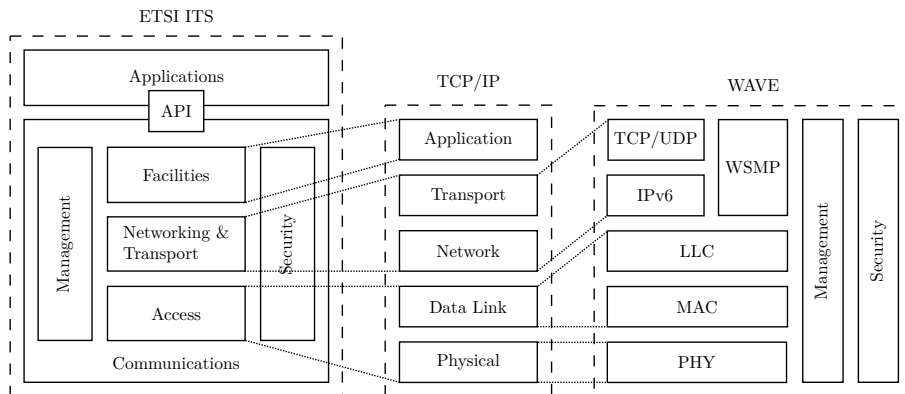 ETSI ITS
Applications
API
Management
Facilities
Networking &
Transport
Access
Security
Communications
TCP/IP
Application
Transport
Network
Data Link
Physical
WAVE
TCP/UDP
WSMP
IPv6
LLC
MAC
PHY
Management
Security